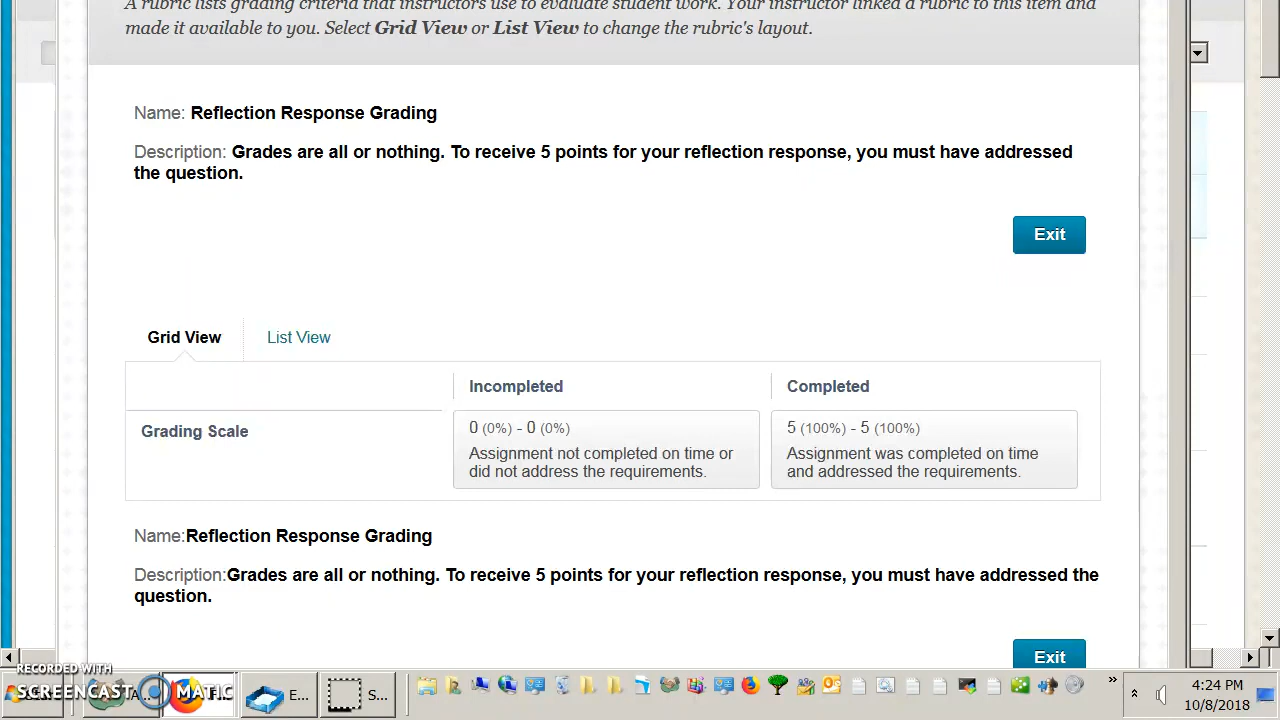 A rubric lists grading criteria that instructors use to evaluate student work. Your instructor linked a rubric to this item and
made it available to you. Select Grid View or List View to change the rubric's layout.
Name: Reflection Response Grading
Description: Grades are all or nothing. To receive 5 points for your reflection response, you must have addressed
the question.
Exit
Grid View
List View
Incompleted
Completed
Grading Scale
0 (0%) - 0 (0%)
Assignment not completed on time or
did not address the requirements.
5 (100%) - 5 (100%)
Assignment was completed on time
and addressed the requirements.
Name:Reflection Response Grading
Description:Grades are all or nothing. To receive 5 points for your reflection response, you must have addressed the
question.
Exit
RECORDED WITH
SCREENCAST MATIC
E...
S...
4:24 PM
10/8/2018